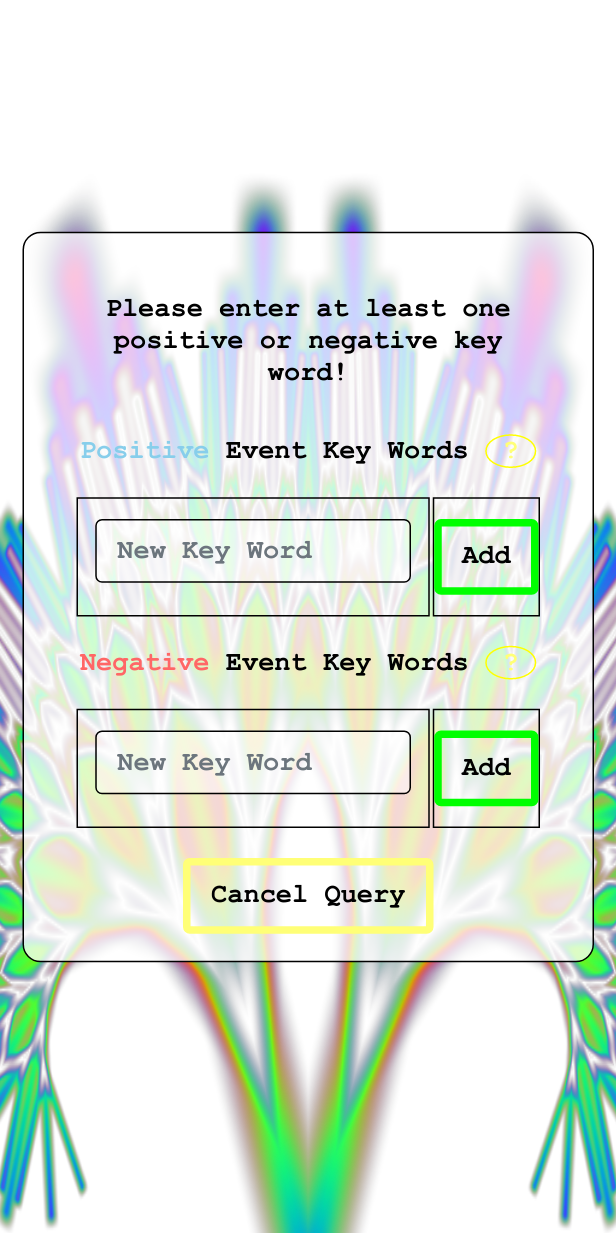 Please enter at least one
positive or negative key
word!
Positive Event Key Words ?
New Key Word Add
Negative Event Key Words ?
New Key Word Add
Cancel Query